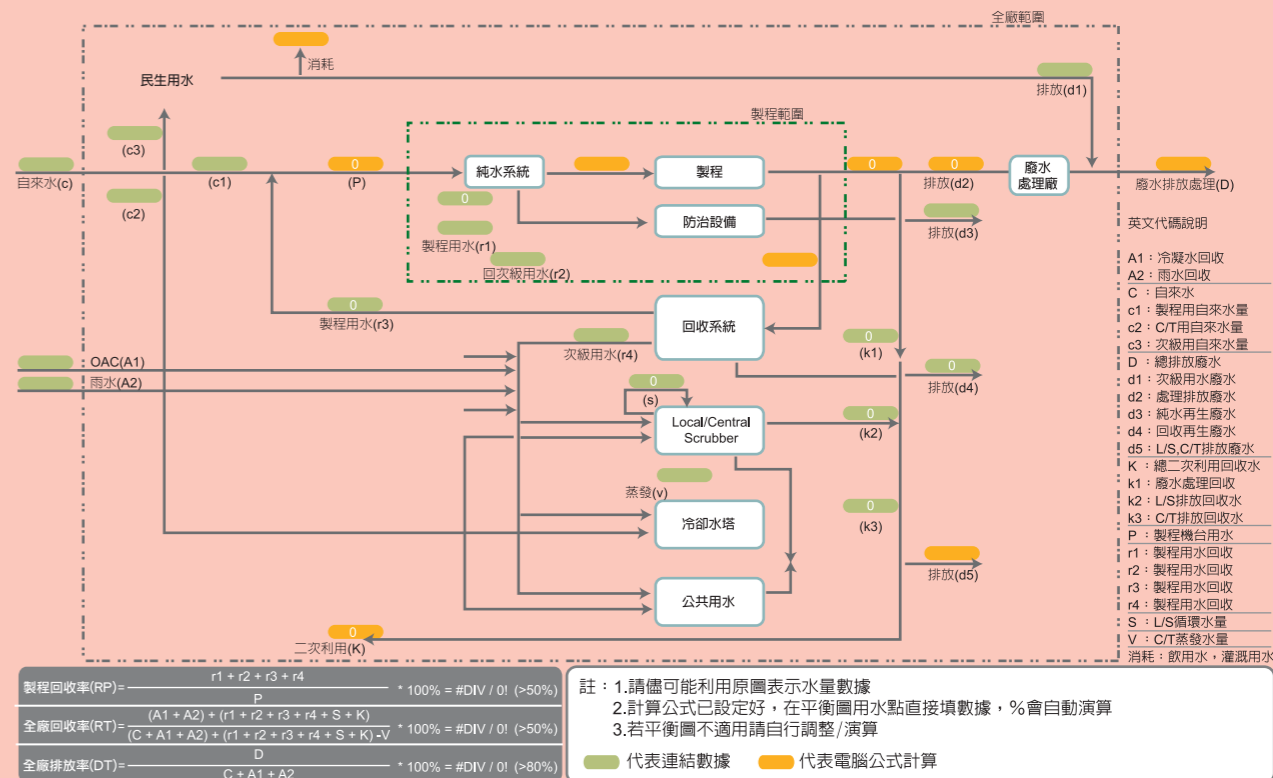 全廠範圍
0
消耗
民生用水
排放(d1)
製程範圍
(c3)
自來水(c)
(c1)
0
(P)
純水系統
製程
0
0
排放(d2)
廢水
處理廠
廢水排放處理(D)
(c2)
0
製程用水(r1)
回次級用水(r2)
防治設備
排放(d3)
0
製程用水(r3)
回收系統
次級用水(r4)
0
(k1)
OAC(A1)
雨水(A2)
0
排放(d4)
0
(s)
Local/Central
Scrubber
0
(k2)
蒸發(v)
冷卻水塔
0
(k3)
排放(d5)
公共用水
0
二次利用(K)
英文代碼說明
A1：冷凝水回收
A2：雨水回收
C ：自來水
c1：製程用自來水量
c2：C/T用自來水量
c3：次級用自來水量
D ：總排放廢水
d1：次級用水廢水
d2：處理排放廢水
d3：純水再生廢水
d4：回收再生廢水
d5：L/S,C/T排放廢水
K ：總二次利用回收水
k1：廢水處理回收
k2：L/S排放回收水
k3：C/T排放回收水
P ：製程機台用水
r1：製程用水回收
r2：製程用水回收
r3：製程用水回收
r4：製程用水回收
S ：L/S循環水量
V ：C/T蒸發水量
消耗：飲用水，灌溉用水
r1 + r2 + r3 + r4
製程回收率(RP)= * 100% = #DIV / 0! (>50%)
P
(A1 + A2) + (r1 + r2 + r3 + r4 + S + K)
全廠回收率(RT)= * 100% = #DIV / 0! (>50%)
(C + A1 + A2) + (r1 + r2 + r3 + r4 + S + K) -V
D
全廠排放率(DT)= * 100% = #DIV / 0! (>80%)
C + A1 + A2
註：1.請儘可能利用原圖表示水量數據
2.計算公式已設定好，在平衡圖用水點直接填數據，%會自動演算
3.若平衡圖不適用請自行調整/演算
代表連結數據
代表電腦公式計算